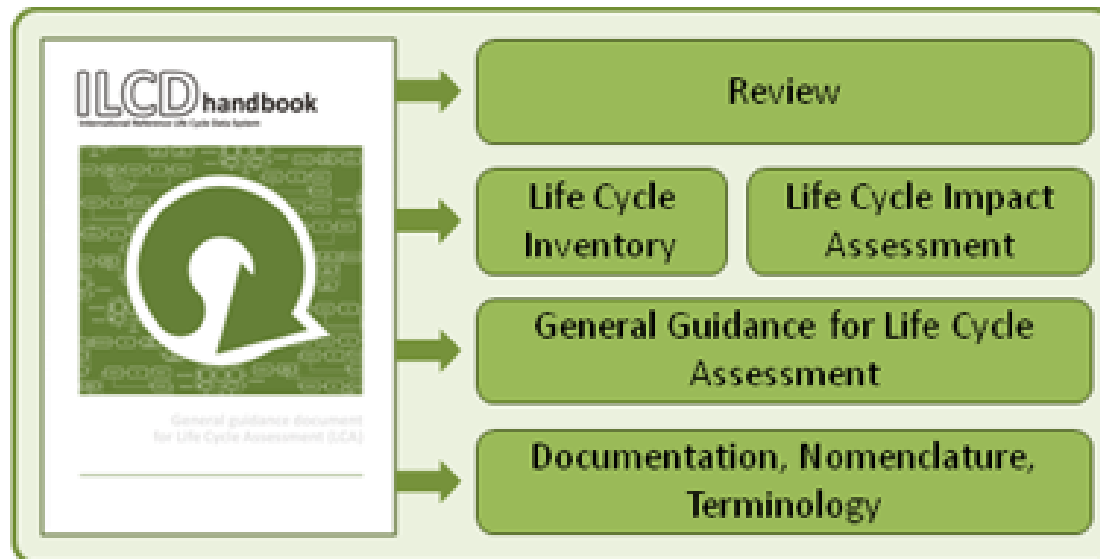 ILCD handbook
International Reference Life Cycle Data System
General guidance document
for Life Cycle Assessment (LCA)
Review
Life Cycle
Inventory
Life Cycle Impact
Assessment
General Guidance for Life Cycle
Assessment
Documentation, Nomenclature,
Terminology